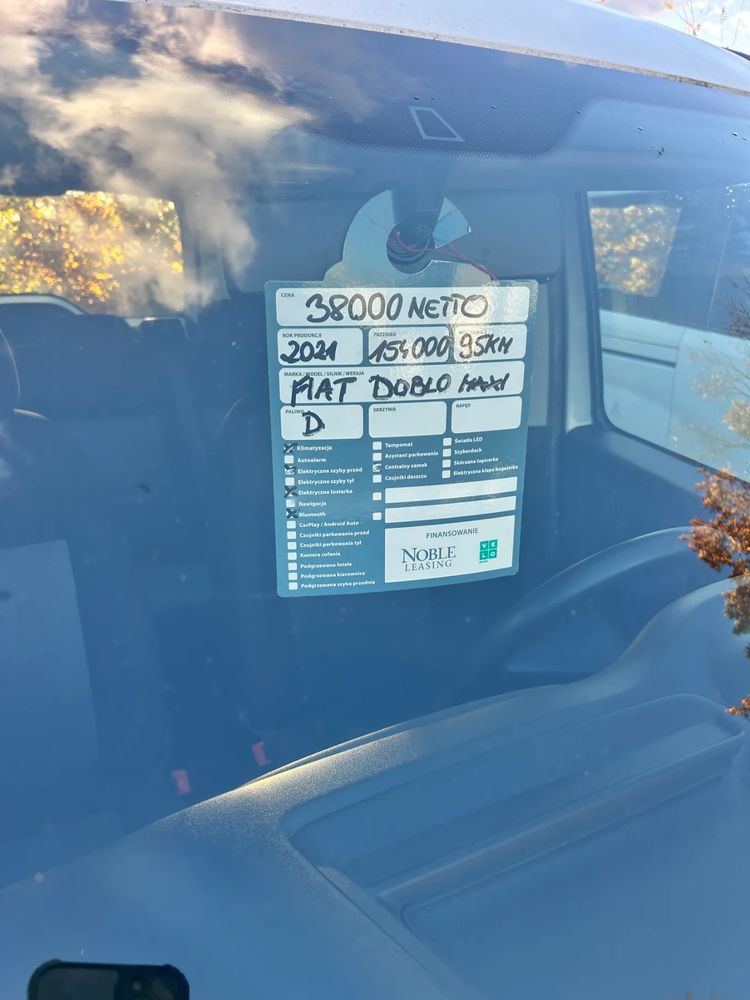 CENA
38000 NETTO
ROK PRODUKCJI PRZEBIEG
2021 154000 95KM
MARKA / MODEL / SILNIK / WERSJA
FIAT DOBLO MAXI
PALIWO SKRZYNIA NAPĘD
D
Klimatyzacja
Autoalarm
Elektryczne szyby przód
Elektryczne szyby tył
Elektryczne lusterka
Nawigacja
Bluetooth
CarPlay / Android Auto
Czujniki parkowania przód
Czujniki parkowania tył
Kamera cofania
Podgrzewane fotele
Podgrzewana kierownica
Podgrzewana szyba przednia
Tempomat
Asystent parkowania
Centralny zamek
Czujniki deszczu
Światła LED
Szyberdach
Skórzana tapicerka
Elektryczna klapa bagażnika
FINANSOWANIE
NOBLE
LEASING
VE
LO
BANK